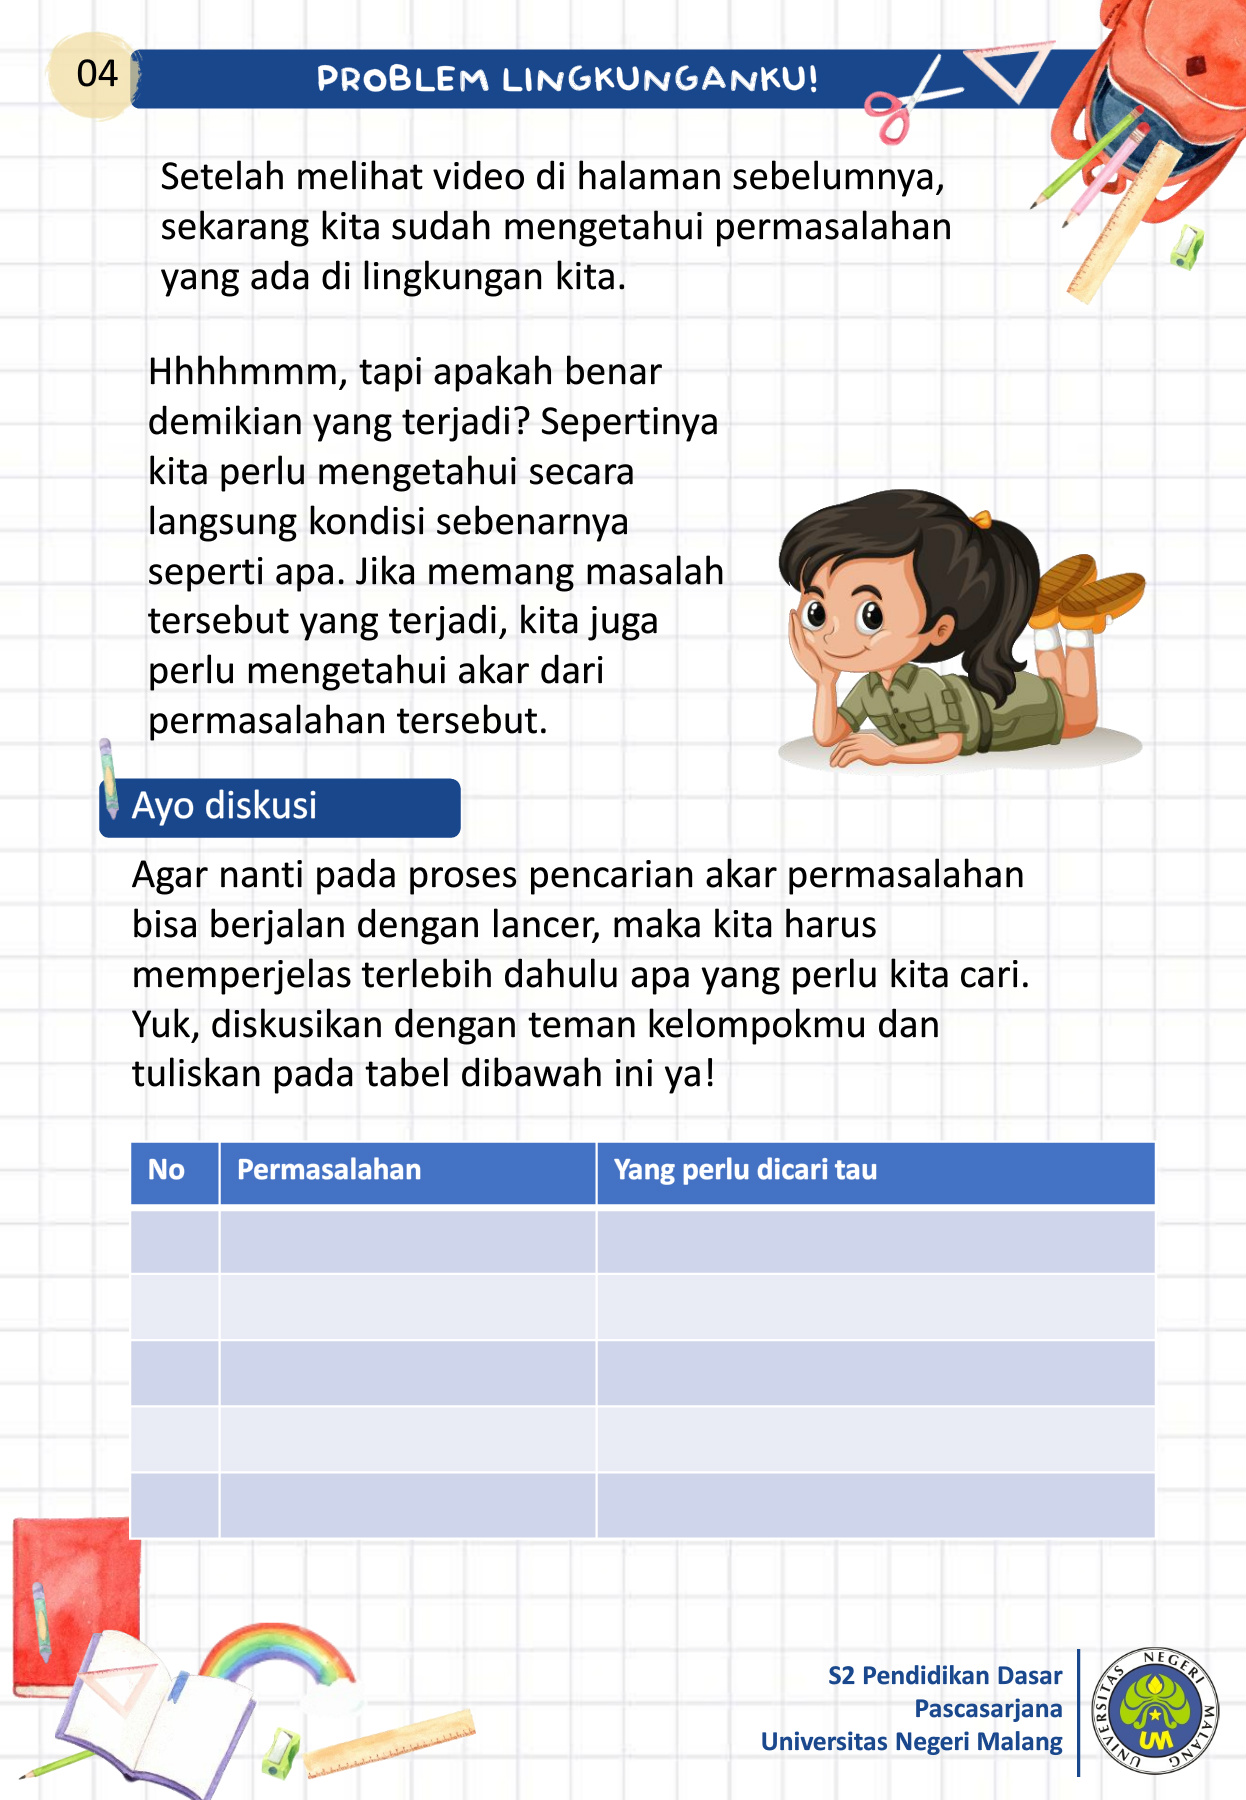 04
PROBLEM LINGKUNGANKU!
Setelah melihat video di halaman sebelumnya,
sekarang kita sudah mengetahui permasalahan
yang ada di lingkungan kita.
Hhhhmmm, tapi apakah benar
demikian yang terjadi? Sepertinya
kita perlu mengetahui secara
langsung kondisi sebenarnya
seperti apa. Jika memang masalah
tersebut yang terjadi, kita juga
perlu mengetahui akar dari
permasalahan tersebut.
Ayo diskusi
Agar nanti pada proses pencarian akar permasalahan
bisa berjalan dengan lancer, maka kita harus
memperjelas terlebih dahulu apa yang perlu kita cari.
Yuk, diskusikan dengan teman kelompokmu dan
tuliskan pada tabel dibawah ini ya!
No Permasalahan Yang perlu dicari tau
S2 Pendidikan Dasar
Pascasarjana
Universitas Negeri Malang
UNIVERSITAS NEGERI MALANG
UM